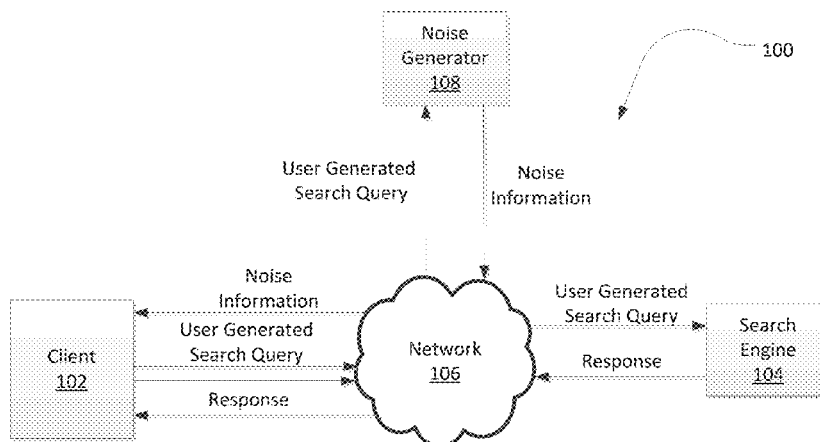 Noise
Generator
108
100
User Generated
Search Query
Noise
Information
Noise
Information
User Generated
Search Query
Response
Client
102
Network
106
User Generated
Search Query
Response
Search
Engine
104